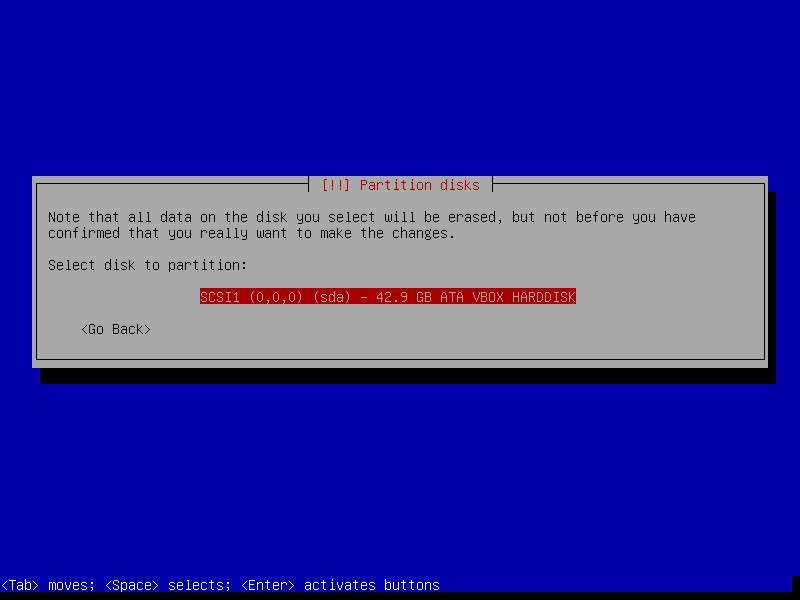 [!!] Partition disks
Note that all data on the disk you select will be erased, but not before you have
confirmed that you really want to make the changes.
Select disk to partition:
SCSI1 (0,0,0) (sda) - 42.9 GB ATA VBOX HARDDISK
<Go Back>
<Tab> moves; <Space> selects; <Enter> activates buttons